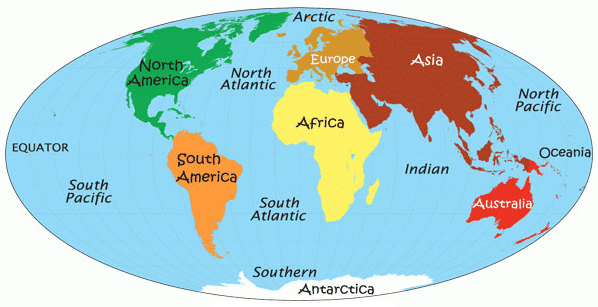 Arctic
North
America
Europe
Asia
North
Atlantic
North
Pacific
Africa
EQUATOR
Oceania
South
America
Indian
South
Pacific
South
Atlantic
Australia
Southern
Antarctica